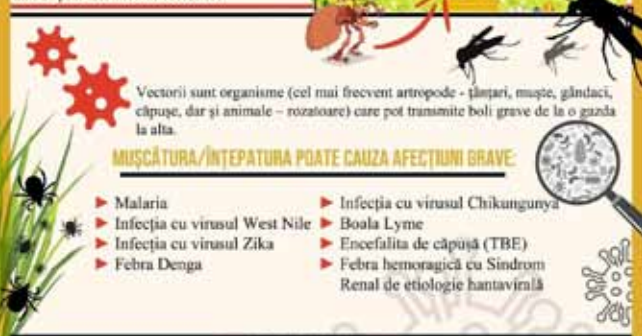 Vectorii sunt organisme (cel mai frecvent artropode - țânțari, muște, gândaci,
căpușe, dar și animale – rozatoare) care pot transmite boli grave de la o gazda
la alta.
MUȘCĂTURA/ÎNȚEPATURA POATE CAUZA AFECȚIUNI GRAVE:
► Malaria
► Infecția cu virusul West Nile
► Infecția cu virusul Zika
► Febra Denga
► Infecția cu virusul Chikungunya
► Boala Lyme
► Encefalita de căpușă (TBE)
► Febra hemoragică cu Sindrom
Renal de etiologie hantavirală